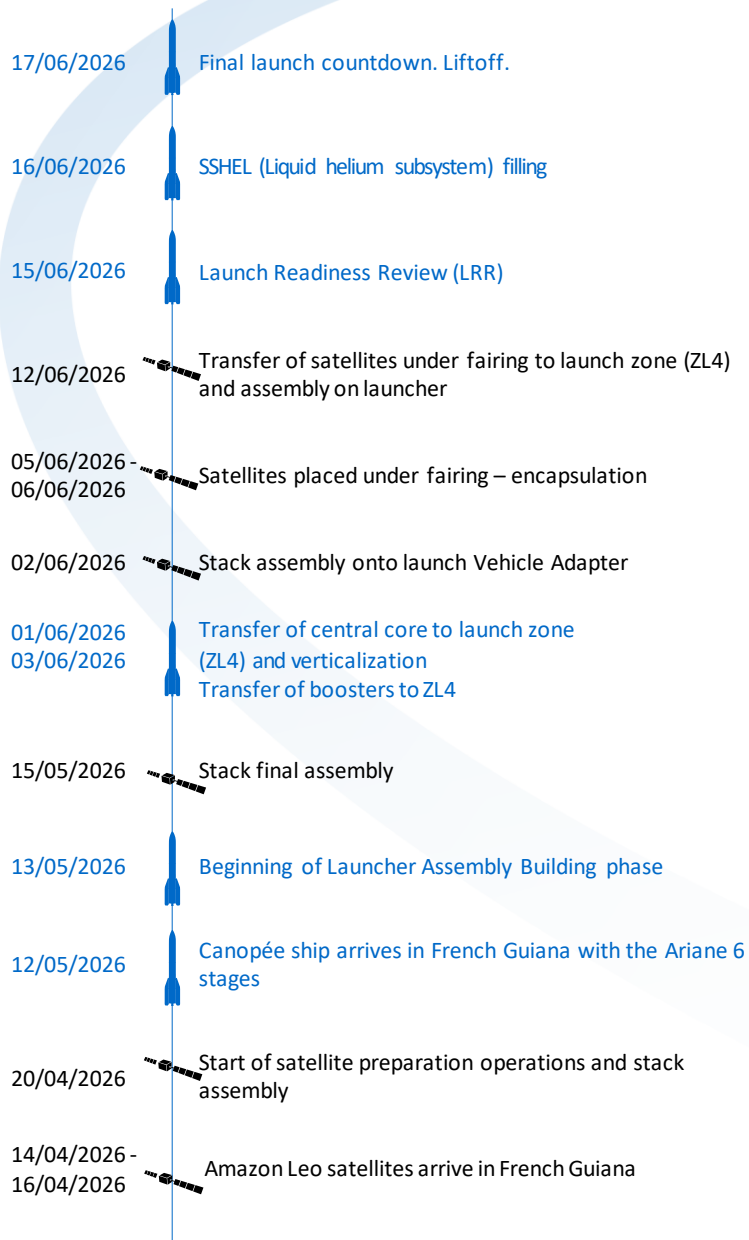 17/06/2026 Final launch countdown. Liftoff.
16/06/2026 SSHEL (Liquid helium subsystem) filling
15/06/2026 Launch Readiness Review (LRR)
12/06/2026 Transfer of satellites under fairing to launch zone (ZL4)
and assembly on launcher
05/06/2026 -
06/06/2026 Satellites placed under fairing – encapsulation
02/06/2026 Stack assembly onto launch Vehicle Adapter
01/06/2026 Transfer of central core to launch zone
03/06/2026 (ZL4) and verticalization
Transfer of boosters to ZL4
15/05/2026 Stack final assembly
13/05/2026 Beginning of Launcher Assembly Building phase
12/05/2026 Canopée ship arrives in French Guiana with the Ariane 6
stages
20/04/2026 Start of satellite preparation operations and stack
assembly
14/04/2026 -
16/04/2026 Amazon Leo satellites arrive in French Guiana